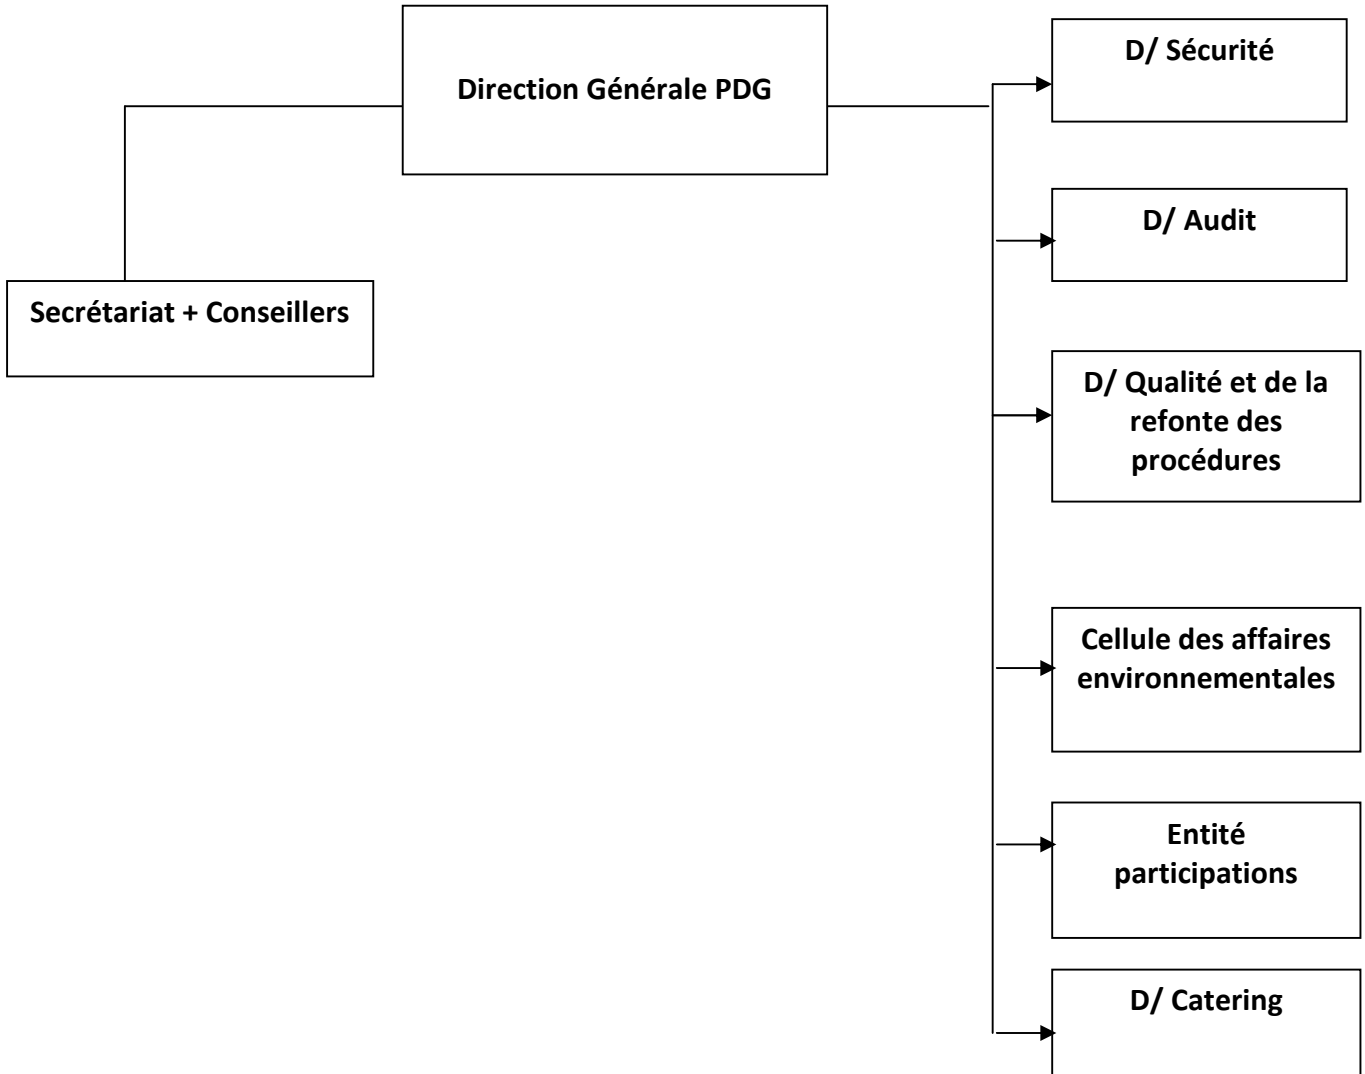 Direction Générale PDG
Secrétariat + Conseillers
D/ Sécurité
D/ Audit
D/ Qualité et de la
refonte des
procédures
Cellule des affaires
environnementales
Entité
participations
D/ Catering